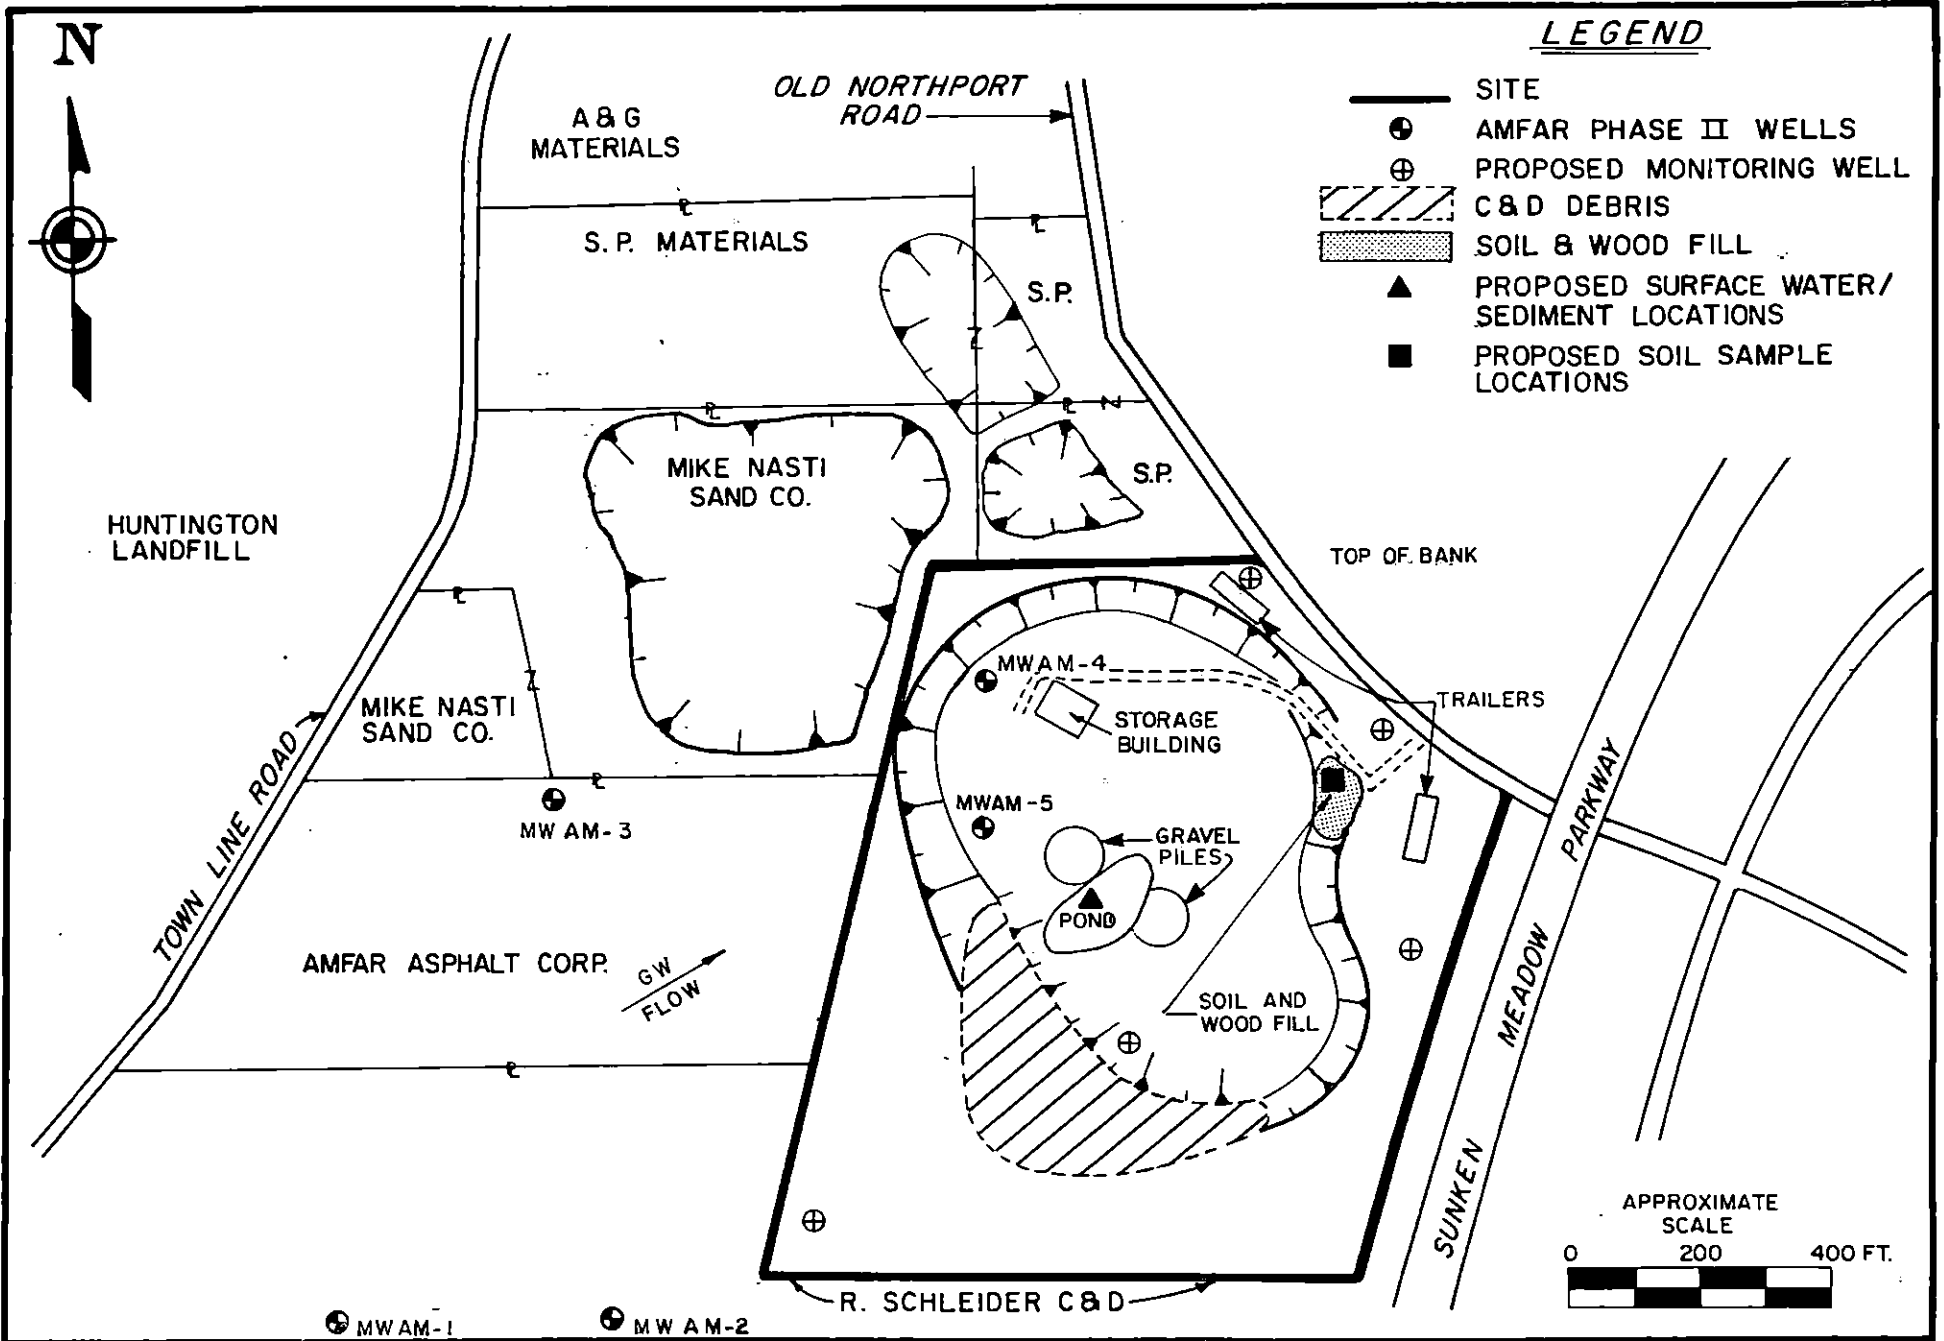 N
LEGEND
SITE
AMFAR PHASE II WELLS
PROPOSED MONITORING WELL
C&D DEBRIS
SOIL & WOOD FILL
PROPOSED SURFACE WATER/
SEDIMENT LOCATIONS
PROPOSED SOIL SAMPLE
LOCATIONS
OLD NORTHPORT
ROAD
A&G
MATERIALS
S.P. MATERIALS
S.P.
S.P.
MIKE NASTI
SAND CO.
HUNTINGTON
LANDFILL
TOP OF BANK
MWAM-4
TRAILERS
STORAGE
BUILDING
MIKE NASTI
SAND CO.
TOWN LINE ROAD
MWAM-5
MW AM-3
GRAVEL
PILES
POND
AMFAR ASPHALT CORP.
GW
FLOW
SOIL AND
WOOD FILL
SUNKEN MEADOW PARKWAY
APPROXIMATE
SCALE
0 200 400 FT.
R. SCHLEIDER C&D
MWAM-1
MW AM-2